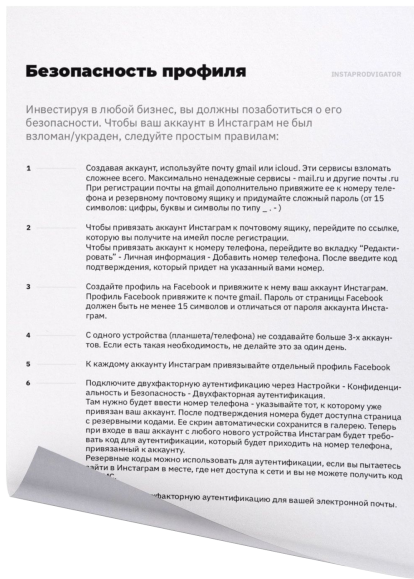 Безопасность профиля
INSTAPRODVIGATOR
Инвестируя в любой бизнес, вы должны позаботиться о его
безопасности. Чтобы ваш аккаунт в Инстаграм не был
взломан/украден, следуйте простым правилам:
1 Создавая аккаунт, используйте почту gmail или icloud. Эти сервисы взломать
сложнее всего. Максимально ненадежные сервисы - mail.ru и другие почты .ru
При регистрации почты на gmail дополнительно привяжите ее к номеру теле-
фона и резервному почтовому ящику и придумайте сложный пароль (от 15
символов: цифры, буквы и символы по типу _ . - )
2 Чтобы привязать аккаунт Инстаграм к почтовому ящику, перейдите по ссылке,
которую вы получите на имейл после регистрации.
Чтобы привязать аккаунт к номеру телефона, перейдите во вкладку "Редакти-
ровать" - Личная информация - Добавить номер телефона. После введите код
подтверждения, который придет на указанный вами номер.
3 Создайте профиль на Facebook и привяжите к нему ваш аккаунт Инстаграм.
Профиль Facebook привяжите к почте gmail. Пароль от страницы Facebook
должен быть не менее 15 символов и отличаться от пароля аккаунта Инста-
грам.
4 С одного устройства (планшета/телефона) не создавайте больше 3-х аккаун-
тов. Если есть такая необходимость, не делайте это за один день.
5 К каждому аккаунту Инстаграм привязывайте отдельный профиль Facebook
6 Подключите двухфакторную аутентификацию через Настройки - Конфиденци-
альность и Безопасность - Двухфакторная аутентификация.
Там нужно будет ввести номер телефона - указывайте тот, к которому уже
привязан ваш аккаунт. После подтверждения номера будет доступна страница
с резервными кодами. Ее скрин автоматически сохранится в галерею. Теперь
при входе в ваш аккаунт с любого нового устройства Инстаграм будет требо-
вать код для аутентификации, который будет приходить на номер телефона,
привязанный к аккаунту.
Резервные коды можно использовать для аутентификации, если вы пытаетесь
зайти в Инстаграм в месте, где нет доступа к сети и вы не можете получить код
аутентификацию для вашей электронной почты.